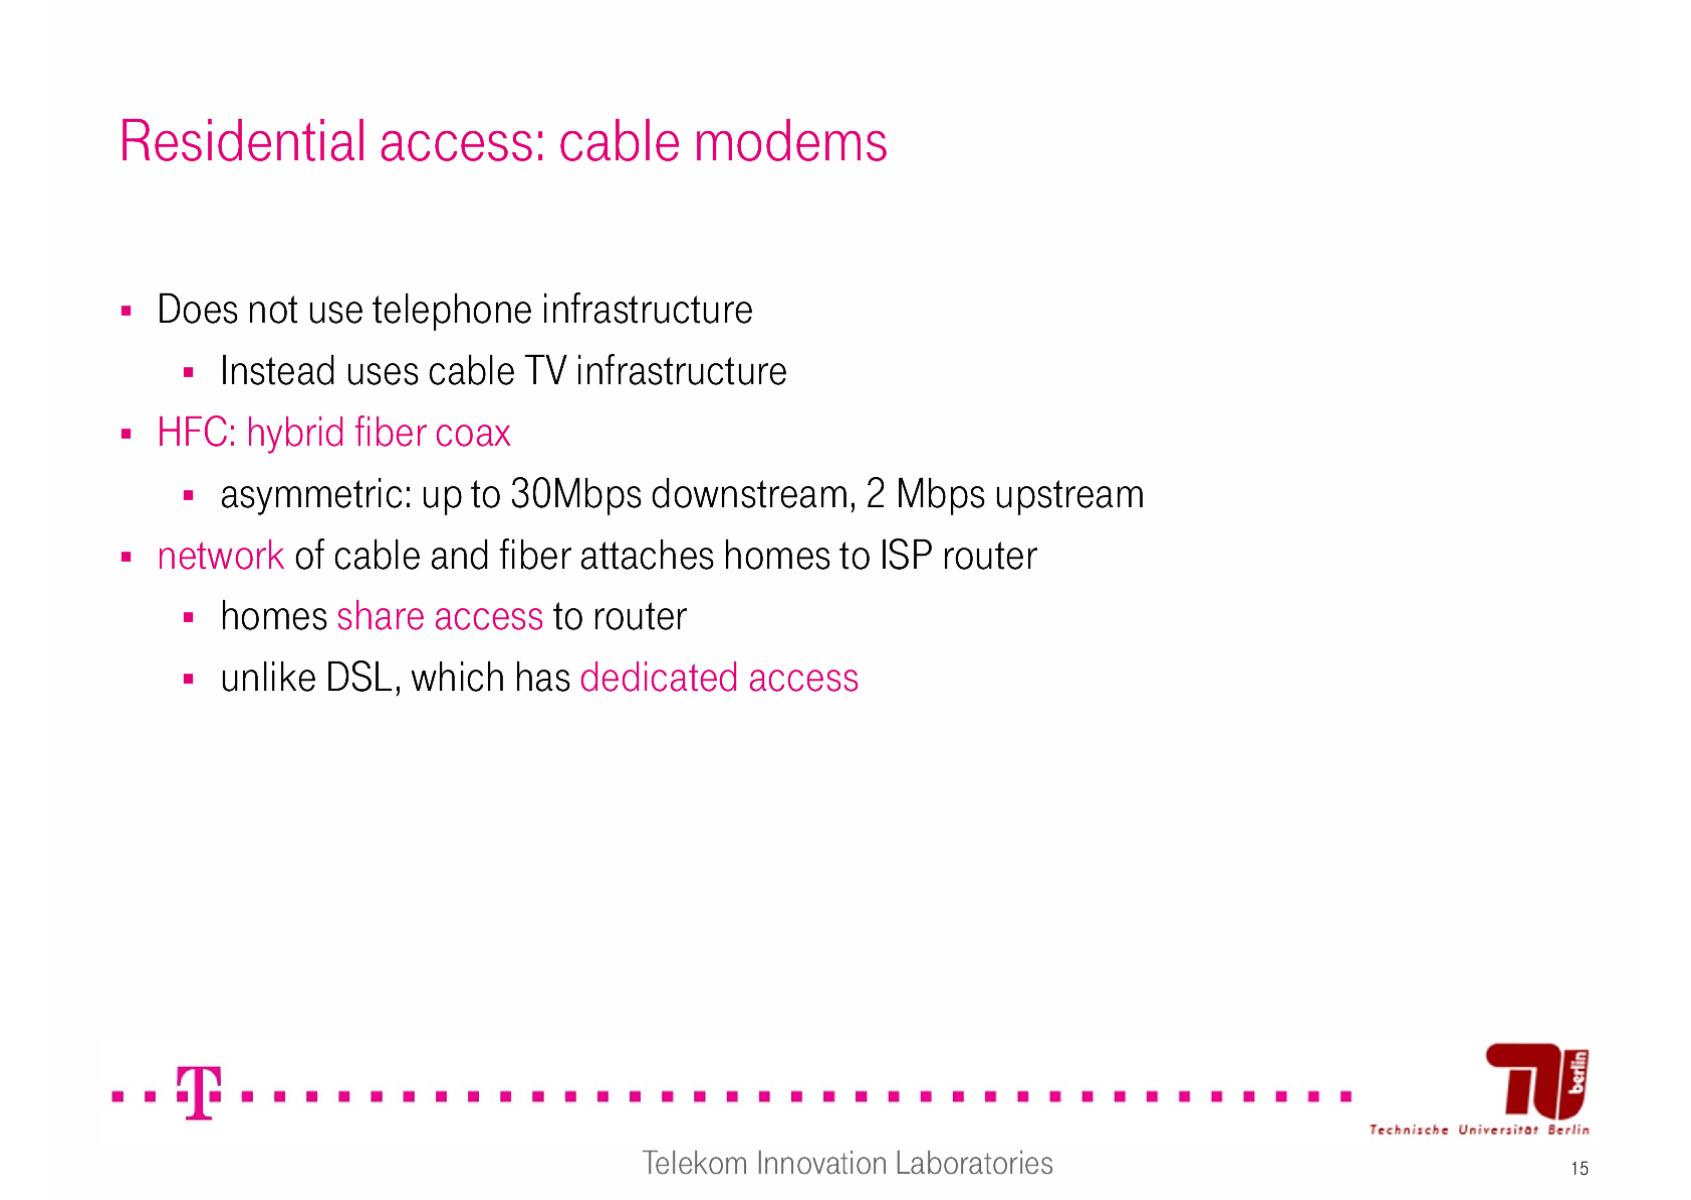 Residential access: cable modems
Does not use telephone infrastructure
Instead uses cable TV infrastructure
HFC: hybrid fiber coax
asymmetric: up to 30Mbps downstream, 2 Mbps upstream
network of cable and fiber attaches homes to ISP router
homes share access to router
unlike DSL, which has dedicated access
T
berlin
Technische Universität Berlin
Telekom Innovation Laboratories
15